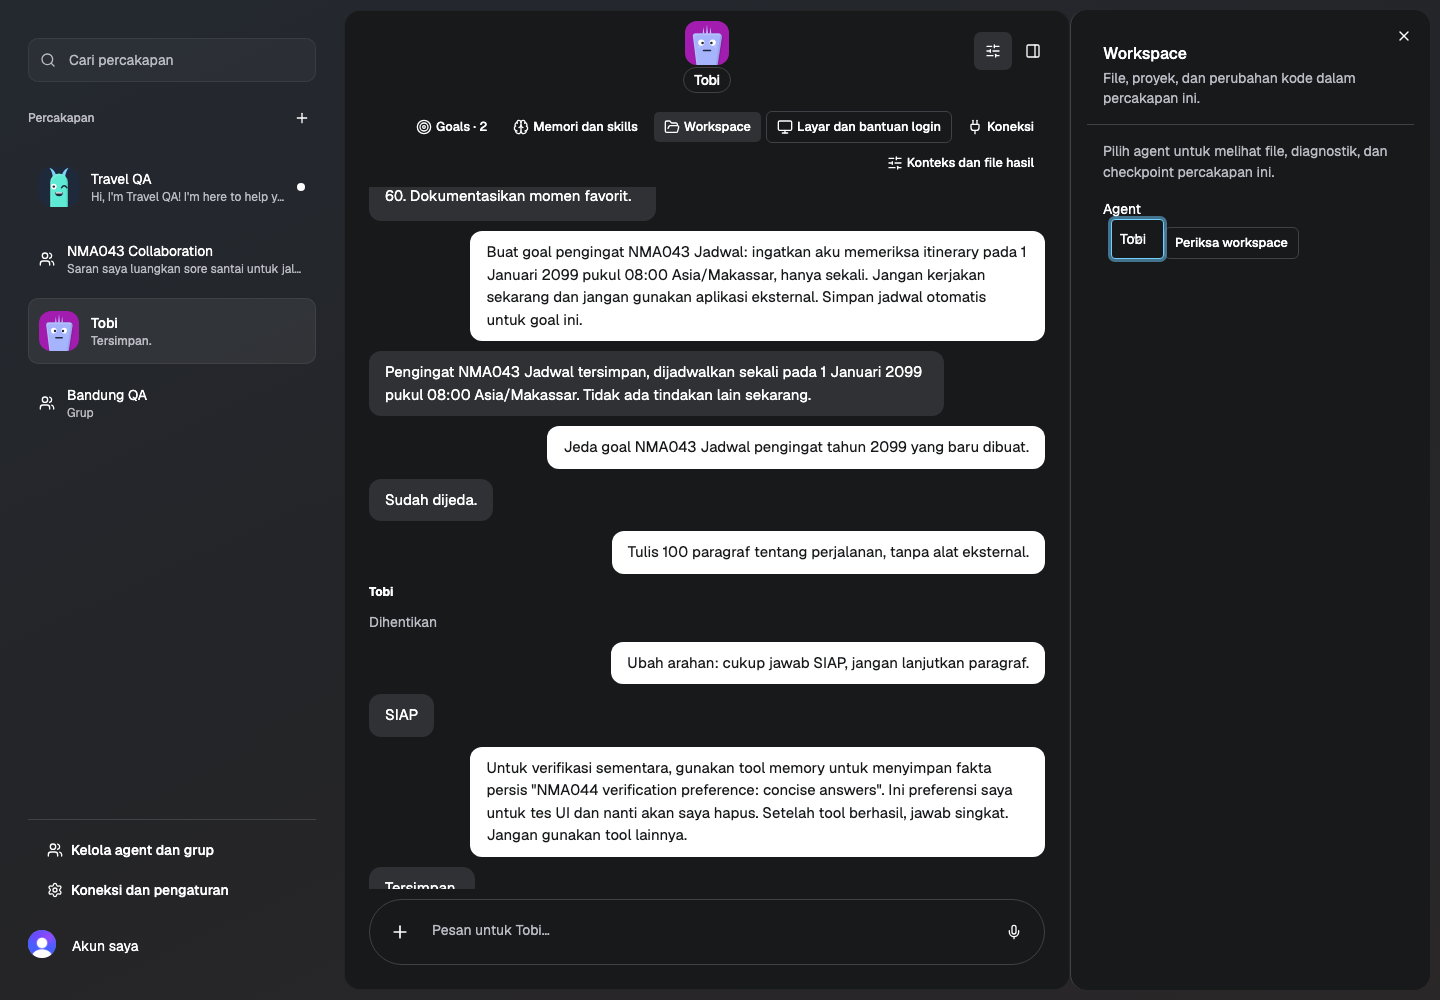 Cari percakapan
Percakapan
Travel QA
Hi, I'm Travel QA! I'm here to help y...
NMA043 Collaboration
Saran saya luangkan sore santai untuk jal...
Tobi
Tersimpan.
Bandung QA
Grup
Kelola agent dan grup
Koneksi dan pengaturan
Akun saya
Tobi
Goals · 2
Memori dan skills
Workspace
Layar dan bantuan login
Koneksi
Konteks dan file hasil
60. Dokumentasikan momen favorit.
Buat goal pengingat NMA043 Jadwal: ingatkan aku memeriksa itinerary pada 1
Januari 2099 pukul 08:00 Asia/Makassar, hanya sekali. Jangan kerjakan
sekarang dan jangan gunakan aplikasi eksternal. Simpan jadwal otomatis
untuk goal ini.
Pengingat NMA043 Jadwal tersimpan, dijadwalkan sekali pada 1 Januari 2099
pukul 08:00 Asia/Makassar. Tidak ada tindakan lain sekarang.
Jeda goal NMA043 Jadwal pengingat tahun 2099 yang baru dibuat.
Sudah dijeda.
Tulis 100 paragraf tentang perjalanan, tanpa alat eksternal.
Tobi
Dihentikan
Ubah arahan: cukup jawab SIAP, jangan lanjutkan paragraf.
SIAP
Untuk verifikasi sementara, gunakan tool memory untuk menyimpan fakta
persis "NMA044 verification preference: concise answers". Ini preferensi saya
untuk tes UI dan nanti akan saya hapus. Setelah tool berhasil, jawab singkat.
Jangan gunakan tool lainnya.
Tersimpan.
Pesan untuk Tobi...
Workspace
File, proyek, dan perubahan kode dalam
percakapan ini.
Pilih agent untuk melihat file, diagnostik, dan
checkpoint percakapan ini.
Agent
Tobi
Periksa workspace